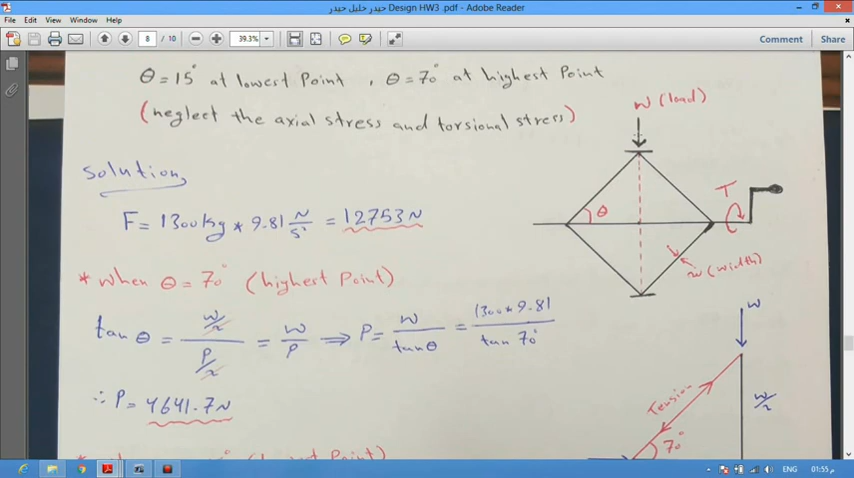 حيدر خليل حيدر Design HW3 .pdf - Adobe Reader
File Edit View Window Help
8 / 10 39.3% Comment Share
θ = 15° at lowest Point , θ = 70° at highest Point
(neglect the axial stress and torsional stress)
W (load)
Solution,
T
θ
F = 1300 kg * 9.81 N/s² = 12753 N
w (width)
* when θ = 70° (highest Point)
tan θ = (W/2)/(P/2) = W/P ⟹ P = W/tanθ = 1300*9.81/tan 70°
W
∴ P = 4641.7 N
Tension
W/2
70°
(lowest Point)
ENG 01:55 م